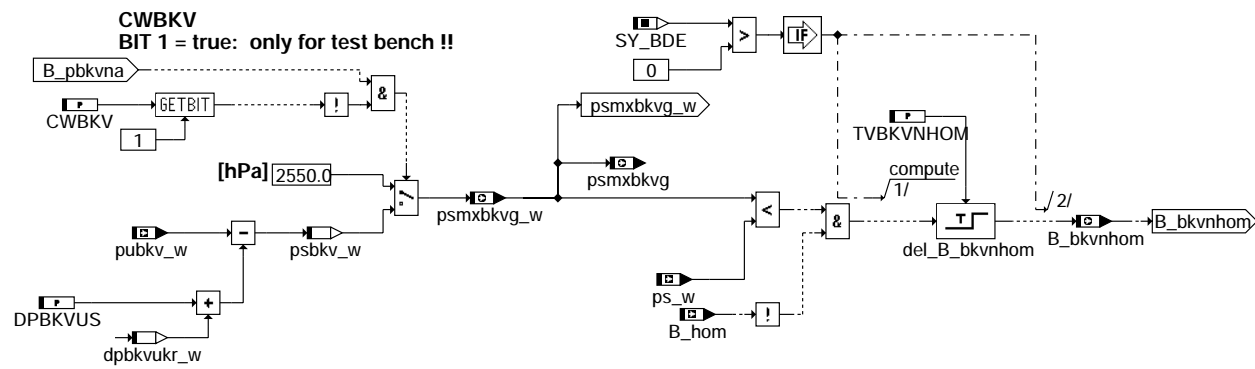 CWBKV
BIT 1 = true:  only for test bench !!
B_pbkvna
P
CWBKV
GETBIT
1
!
&
[hPa]
2550.0
pubkv_w
-
psbkv_w
P
DPBKVUS
+
dpbkvukr_w
psmxbkvg_w
psmxbkvg_w
psmxbkvg
SY_BDE
0
>
IF
P
TVBKVNHOM
compute
1/
<
&
ps_w
B_hom
!
T
del_B_bkvnhom
2/
B_bkvnhom
B_bkvnhom